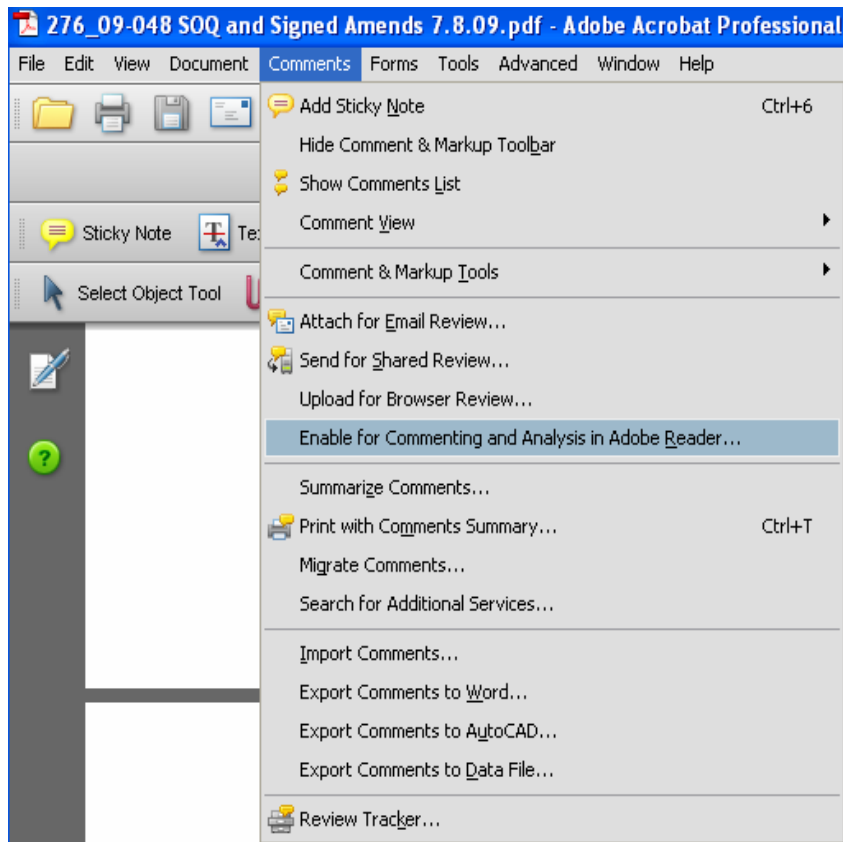 276_09-048 SOQ and Signed Amends 7.8.09.pdf - Adobe Acrobat Professional
File Edit View Document Comments Forms Tools Advanced Window Help
Add Sticky Note Ctrl+6
Hide Comment & Markup Toolbar
Show Comments List
Comment View
Sticky Note
Comment & Markup Tools
Select Object Tool
Attach for Email Review...
Send for Shared Review...
Upload for Browser Review...
Enable for Commenting and Analysis in Adobe Reader...
Summarize Comments...
Print with Comments Summary... Ctrl+T
Migrate Comments...
Search for Additional Services...
Import Comments...
Export Comments to Word...
Export Comments to AutoCAD...
Export Comments to Data File...
Review Tracker...